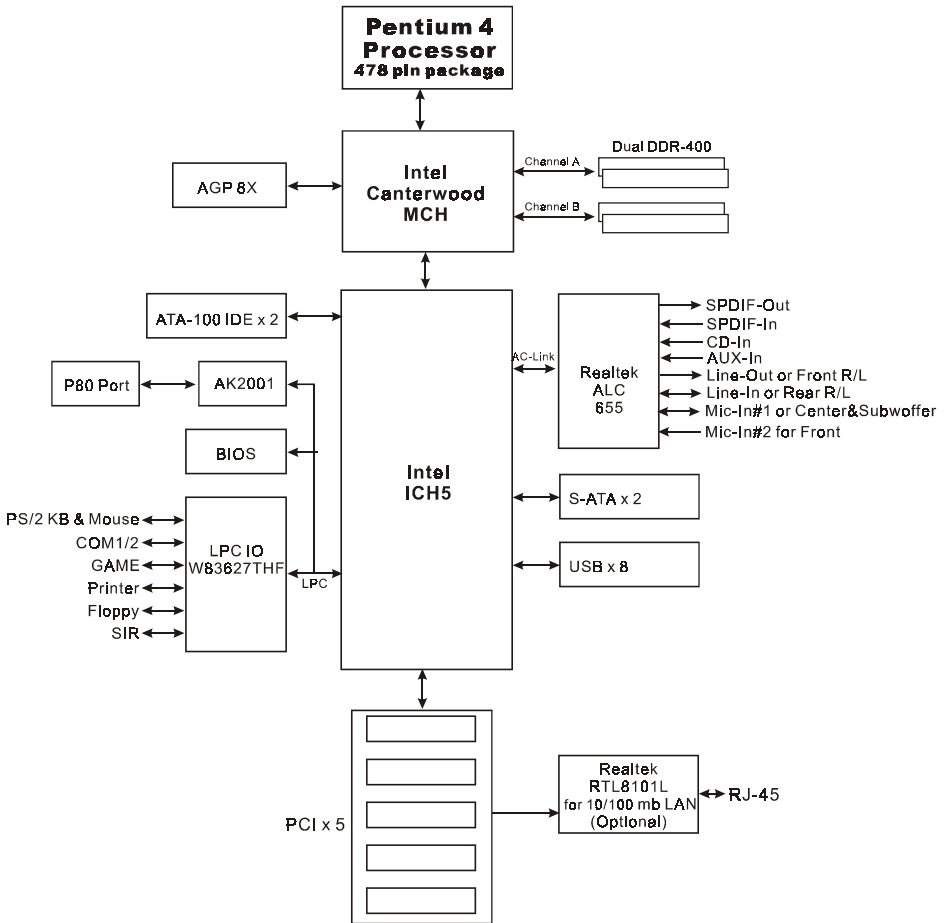 Pentium 4
Processor
478 pin package
Intel
Canterwood
MCH
AGP 8X
Channel A
Channel B
Dual DDR-400
ATA-100 IDE x 2
P80 Port
AK2001
BIOS
PS/2 KB & Mouse
COM1/2
GAME
Printer
Floppy
SIR
LPC IO
W83627THF
LPC
Intel
ICH5
AC-Link
Realtek
ALC
655
SPDIF-Out
SPDIF-In
CD-In
AUX-In
Line-Out or Front R/L
Line-In or Rear R/L
Mic-In#1 or Center&Subwoffer
Mic-In#2 for Front
S-ATA x 2
USB x 8
PCI x 5
Realtek
RTL8101L
for 10/100 mb LAN
(Optional)
RJ-45